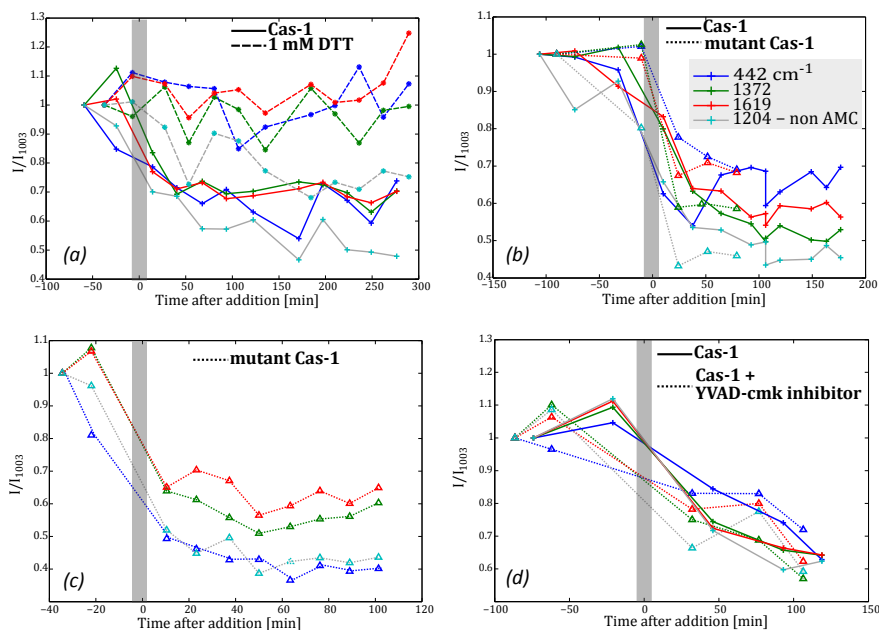 Cas-1
1 mM DTT
1.3
1.2
1.1
1
0.9
0.8
0.7
0.6
0.5
0.4
I/I1003
(a)
−100 −50 0 50 100 150 200 250 300
Time after addition [min]
Cas-1
mutant Cas-1
442 cm−1
1372
1619
1204 – non AMC
1.1
1
0.9
0.8
0.7
0.6
0.5
0.4
I/I1003
(b)
−150 −100 −50 0 50 100 150 200
Time after addition [min]
mutant Cas-1
1.1
1
0.9
0.8
0.7
0.6
0.5
0.4
I/I1003
(c)
−40 −20 0 20 40 60 80 100 120
Time after addition [min]
Cas-1
Cas-1 +
YVAD-cmk inhibitor
1.3
1.2
1.1
1
0.9
0.8
0.7
0.6
I/I1003
(d)
−100 −50 0 50 100 150
Time after addition [min]